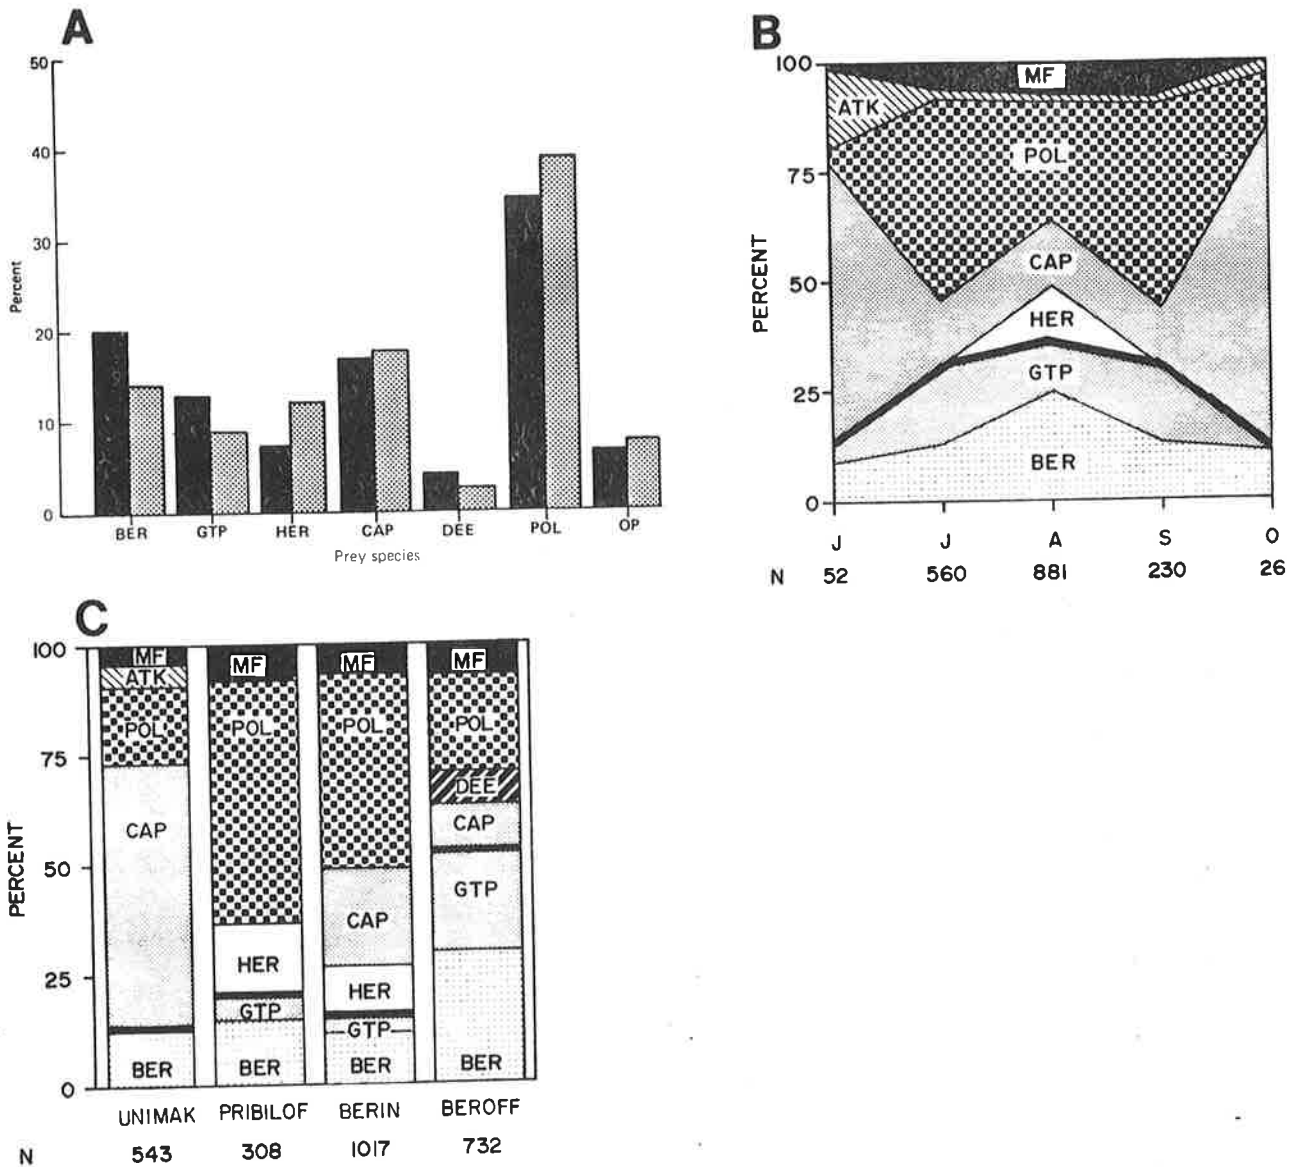 A
50
40
30
20
10
0
Percent
BER GTP HER CAP DEE POL OP
Prey species
B
100
75
50
25
0
PERCENT
MF
ATK
POL
CAP
HER
GTP
BER
J J A S O
N 52 560 881 230 26
C
100
75
50
25
0
PERCENT
MF MF MF MF
ATK
POL POL POL POL
DEE
CAP CAP CAP
HER HER GTP
GTP GTP
BER BER BER BER
UNIMAK PRIBILOF BERIN BEROFF
N 543 308 1017 732